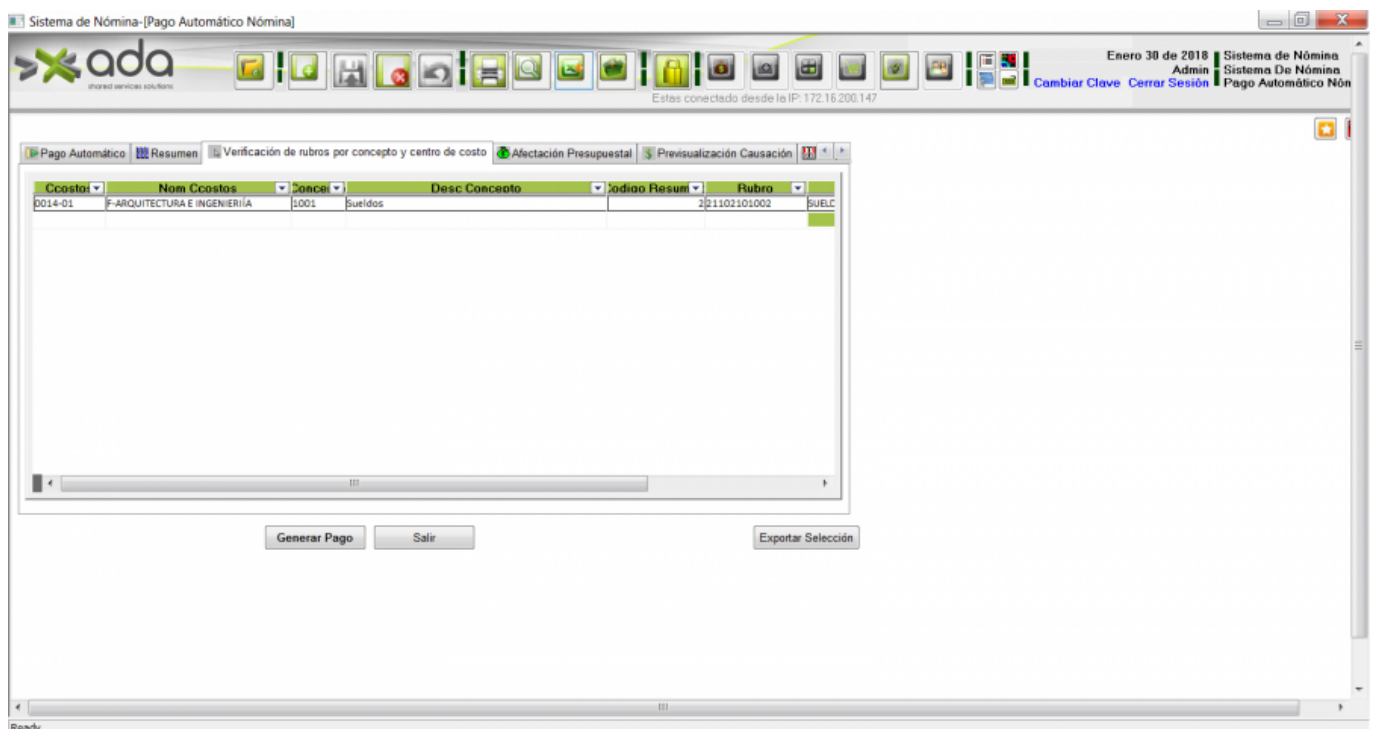 Sistema de Nómina-[Pago Automático Nómina]
ada
shared services solutions
Enero 30 de 2018 Sistema de Nómina
Admin Sistema De Nómina
Cambiar Clave Cerrar Sesión Pago Automático Nón
Estas conectado desde la IP: 172.16.200.147
Pago Automático Resumen Verificación de rubros por concepto y centro de costo Afectación Presupuestal Previsualización Causación
Ccosto Nom Ccostos Concep Desc Concepto Codigo Resum Rubro
0014-01 F-ARQUITECTURA E INGENIERIÍA 1001 Sueldos 2 21102101002 SUELD
Generar Pago Salir Exportar Selección
Ready